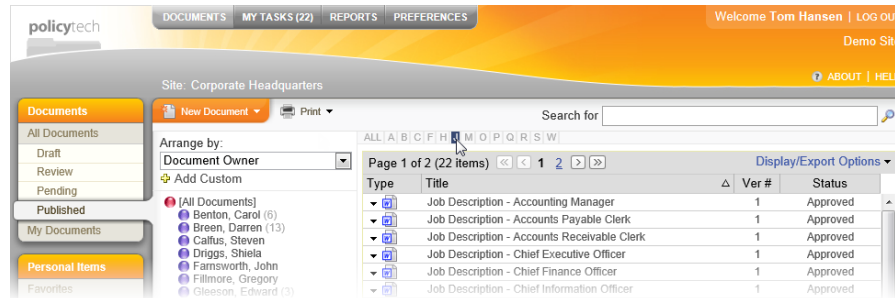 policytech
DOCUMENTS MY TASKS (22) REPORTS PREFERENCES
Welcome Tom Hansen | LOG OU
Demo Sit
ABOUT | HEL
Site: Corporate Headquarters
Documents
All Documents
Draft
Review
Pending
Published
My Documents
Personal Items
Favorites
New Document Print
Search for
Arrange by:
Document Owner
Add Custom
[All Documents]
Benton, Carol (6)
Breen, Darren (13)
Calfus, Steven
Driggs, Shiela
Farnsworth, John
Fillmore, Gregory
Gleeson, Edward (3)
ALL A B C F H J M O P Q R S W
Page 1 of 2 (22 items) 1 2
Display/Export Options
Type Title Ver # Status
Job Description - Accounting Manager 1 Approved
Job Description - Accounts Payable Clerk 1 Approved
Job Description - Accounts Receivable Clerk 1 Approved
Job Description - Chief Executive Officer 1 Approved
Job Description - Chief Finance Officer 1 Approved
Job Description - Chief Information Officer 1 Approved